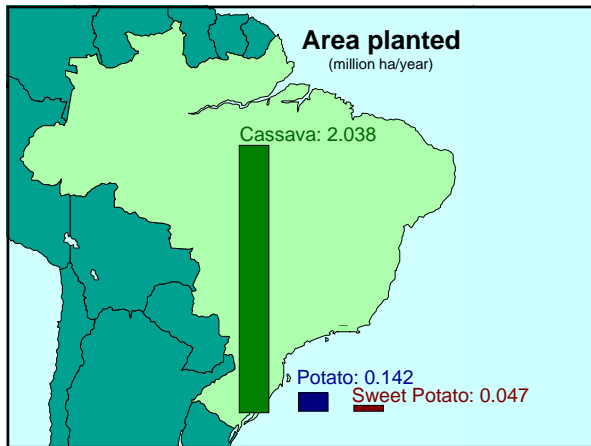 Area planted
(million ha/year)
Cassava: 2.038
Potato: 0.142
Sweet Potato: 0.047